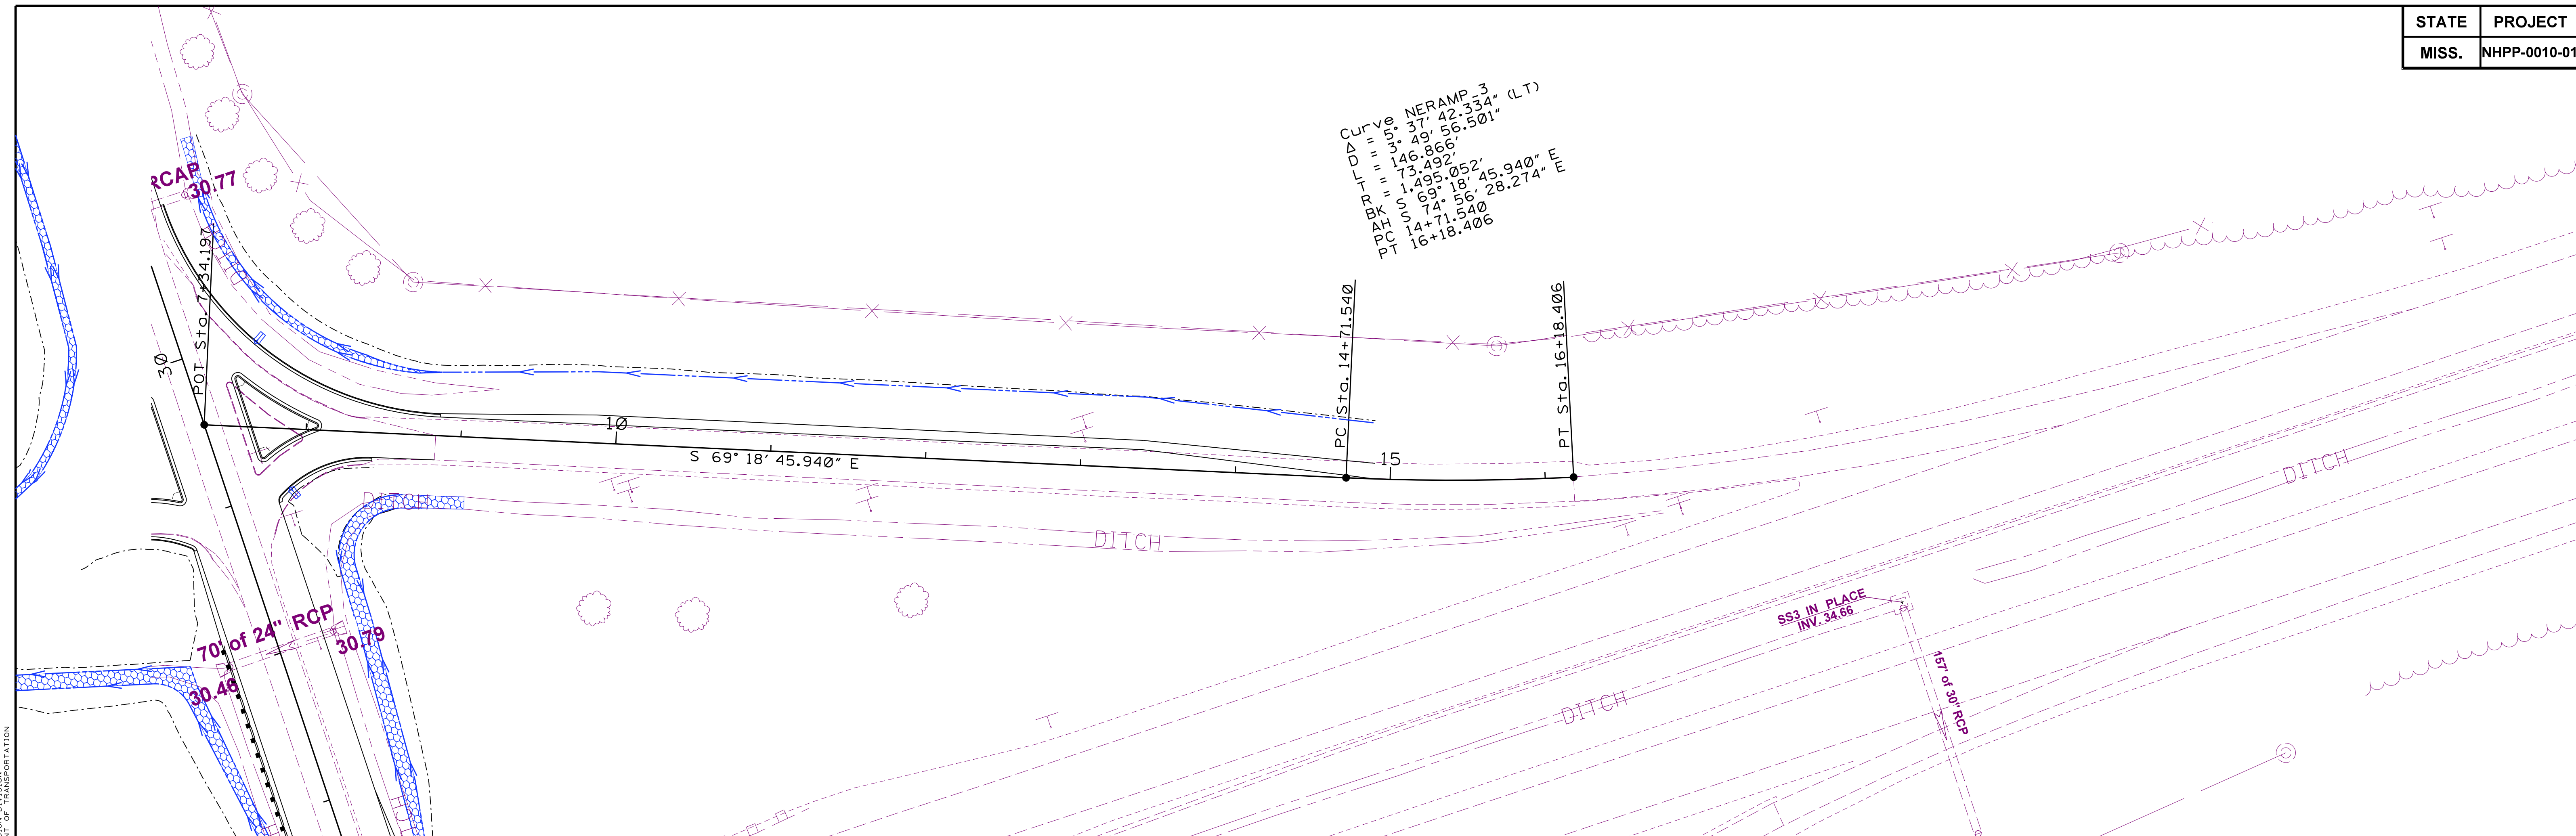 STATE PROJECT
MISS. NHPP-0010-01
Curve NERAMP_3
Δ = 5° 37' 42.334" (LT)
D = 3° 49' 56.501"
L = 146.866'
T = 73.492'
R = 1,495.052'
BK S 69° 18' 45.940" E
AH S 74° 56' 28.274" E
PC 14+71.540
PT 16+18.406
RCAP
30.77
POT Sta. 7+34.197
30
10
S 69° 18' 45.940" E
PC Sta. 14+71.540
15
PT Sta. 16+18.406
DITCH
DITCH
DITCH
DITCH
70' of 24" RCP
30.79
30.46
SS3 IN PLACE
INV. 34.66
157' of 30" RCP
DIVISION
OF TRANSPORTATION